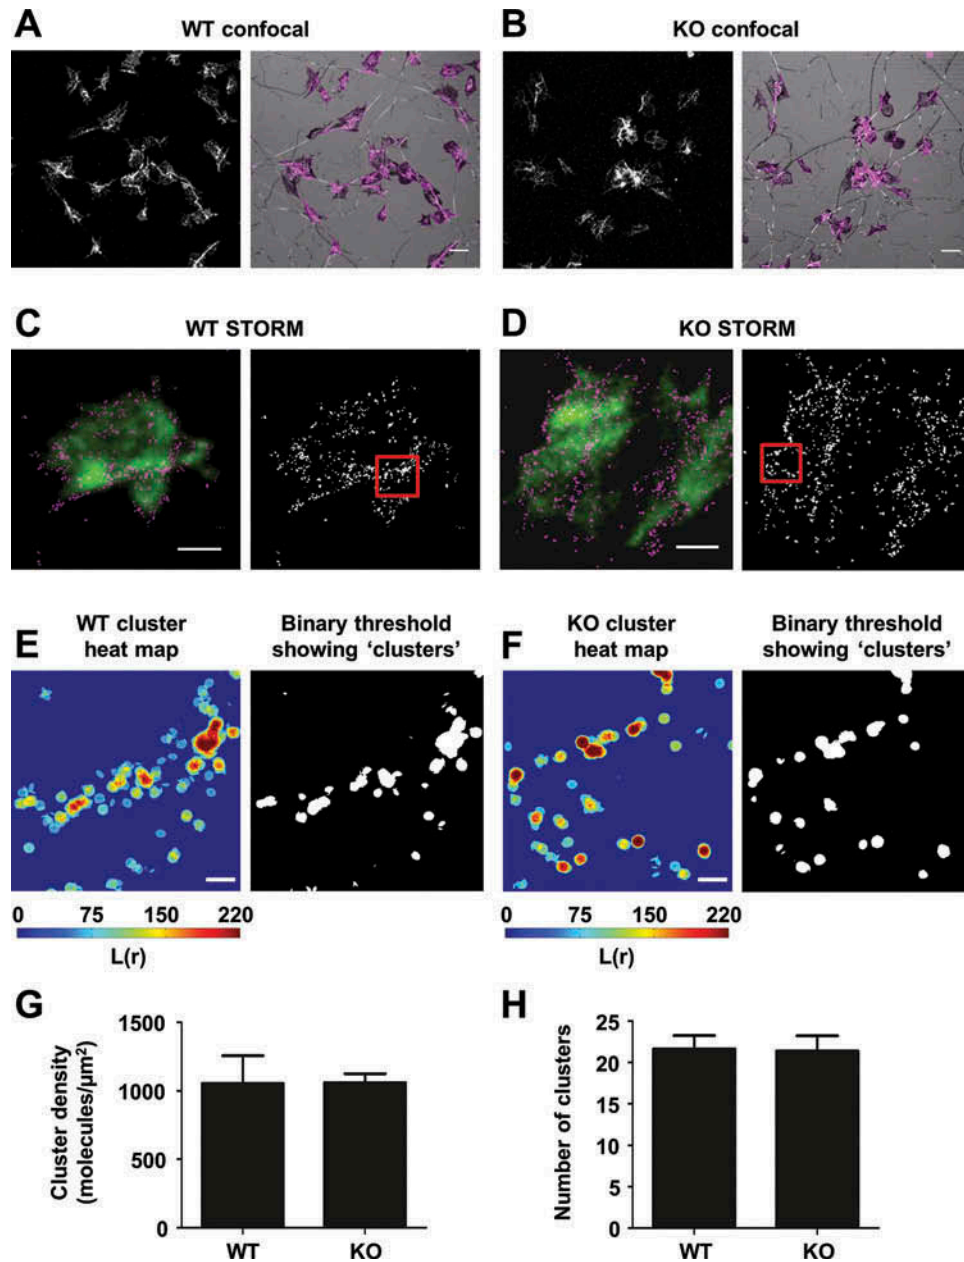 A
WT confocal
B
KO confocal
C
WT STORM
D
KO STORM
E
WT cluster
heat map
Binary threshold
showing ‘clusters’
F
KO cluster
heat map
Binary threshold
showing ‘clusters’
0 75 150 220
L(r)
0 75 150 220
L(r)
G
Cluster density
(molecules/µm²)
1500
1000
500
0
WT KO
H
Number of clusters
25
20
15
10
5
0
WT KO